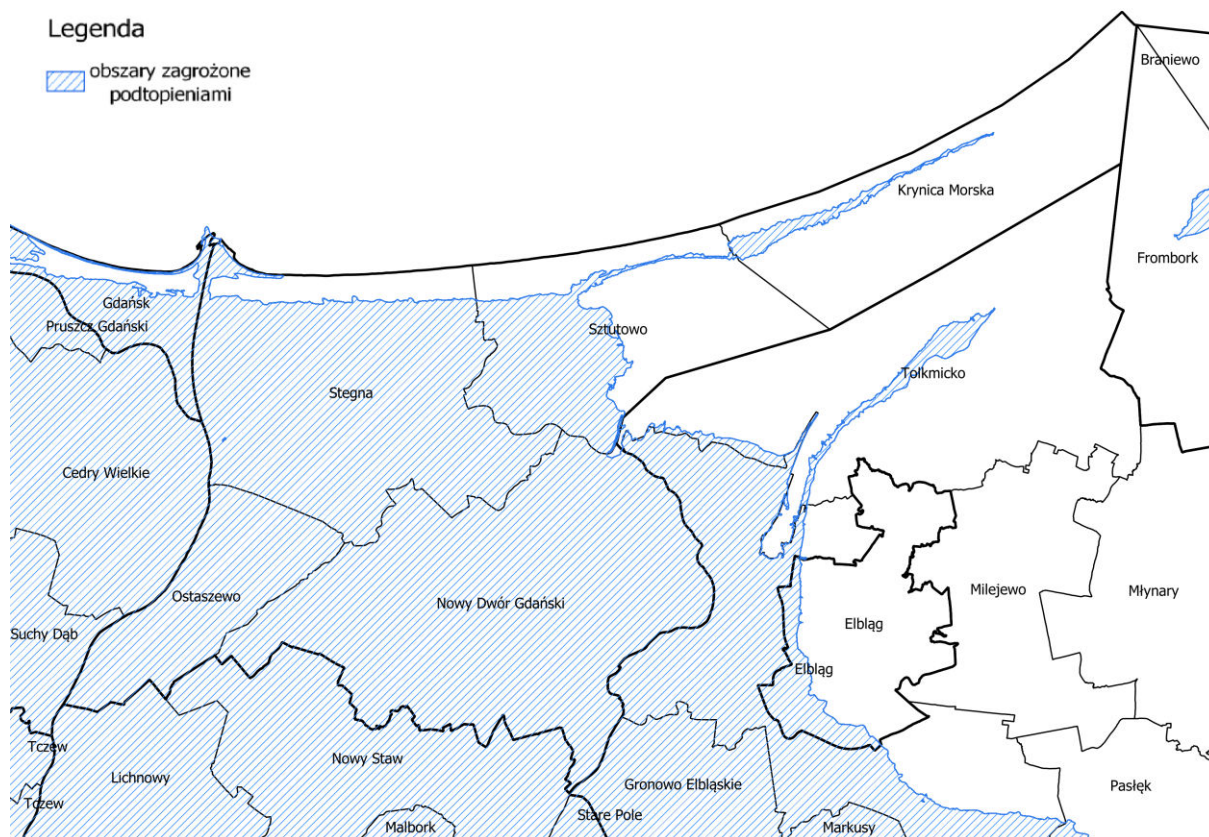 Legenda
obszary zagrożone
podtopieniami
Braniewo
Krynica Morska
Frombork
Gdańsk
Pruszcz Gdański
Sztutowo
Tolkmicko
Stegna
Cedry Wielkie
Milejewo
Młynary
Ostaszewo
Nowy Dwór Gdański
Elbląg
Suchy Dąb
Elbląg
Tczew
Nowy Staw
Lichnowy
Gronowo Elbląskie
Pasłęk
Tczew
Stare Pole
Malbork
Markusy